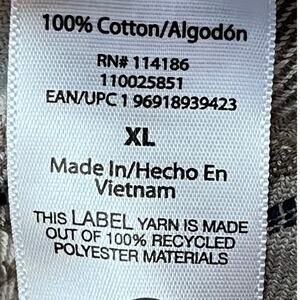 100% Cotton/Algodón
RN# 114186
110025851
EAN/UPC 1 96918939423
XL
Made In/Hecho En
Vietnam
THIS LABEL YARN IS MADE
OUT OF 100% RECYCLED
POLYESTER MATERIALS